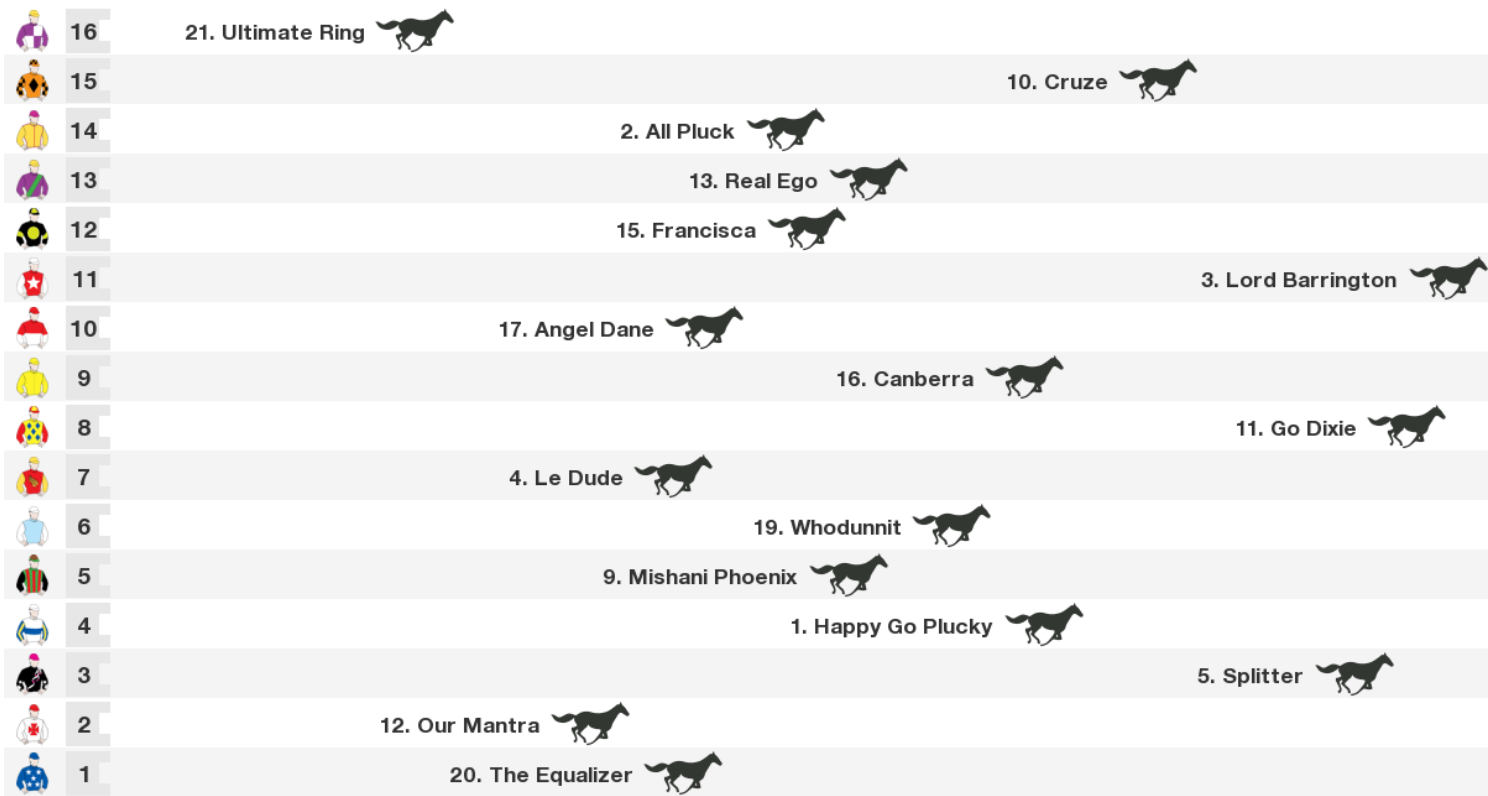 16 21. Ultimate Ring
15 10. Cruze
14 2. All Pluck
13 13. Real Ego
12 15. Francisca
11 3. Lord Barrington
10 17. Angel Dane
9 16. Canberra
8 11. Go Dixie
7 4. Le Dude
6 19. Whodunnit
5 9. Mishani Phoenix
4 1. Happy Go Plucky
3 5. Splitter
2 12. Our Mantra
1 20. The Equalizer